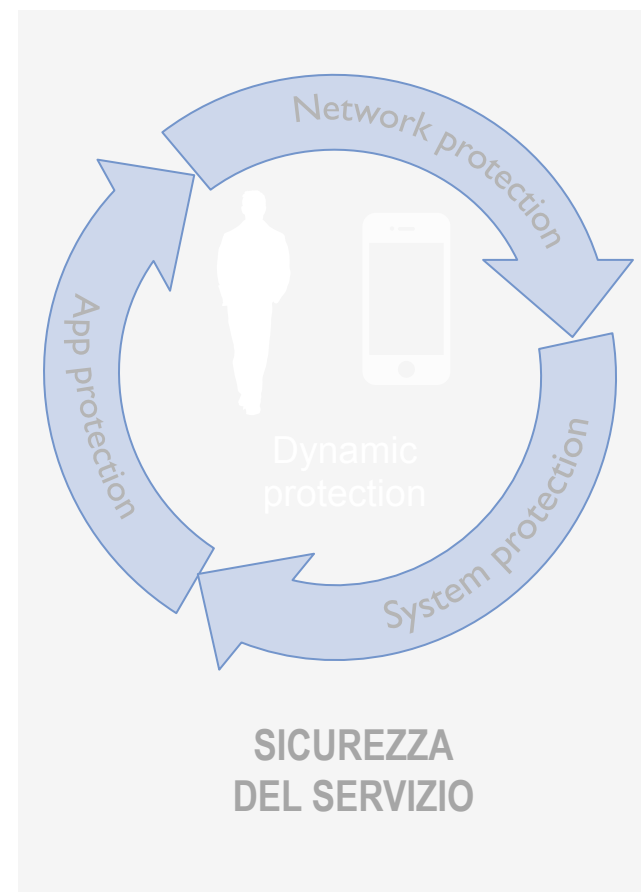 Network protection
App protection
Dynamic
protection
System protection
SICUREZZA
DEL SERVIZIO